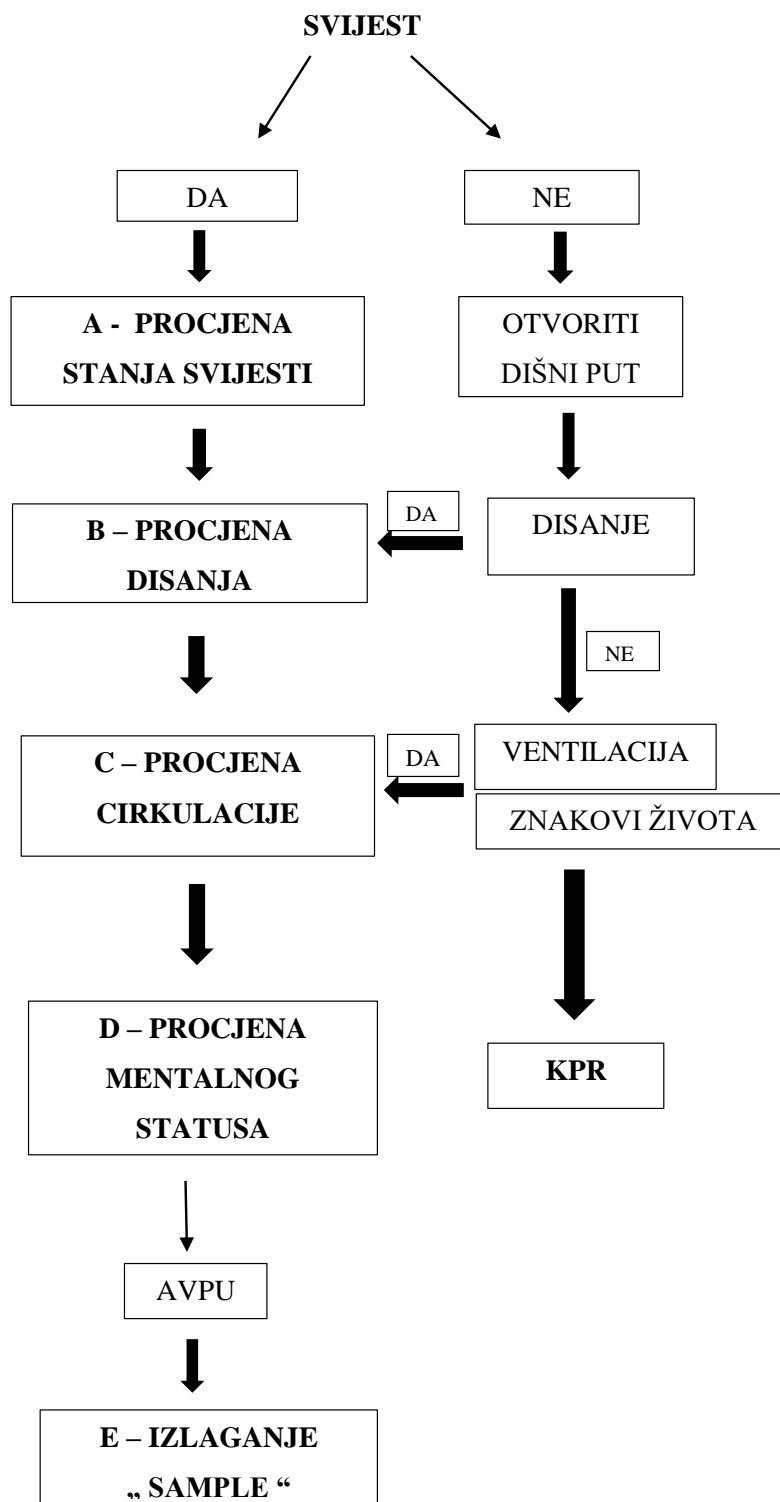 SVIJEST
DA
NE
A - PROCJENA
STANJA SVIJESTI
OTVORITI
DIŠNI PUT
B – PROCJENA
DISANJA
DA
DISANJE
NE
C – PROCJENA
CIRKULACIJE
DA
VENTILACIJA
ZNAKOVI ŽIVOTA
D – PROCJENA
MENTALNOG
STATUSA
KPR
AVPU
E – IZLAGANJE
„ SAMPLE “